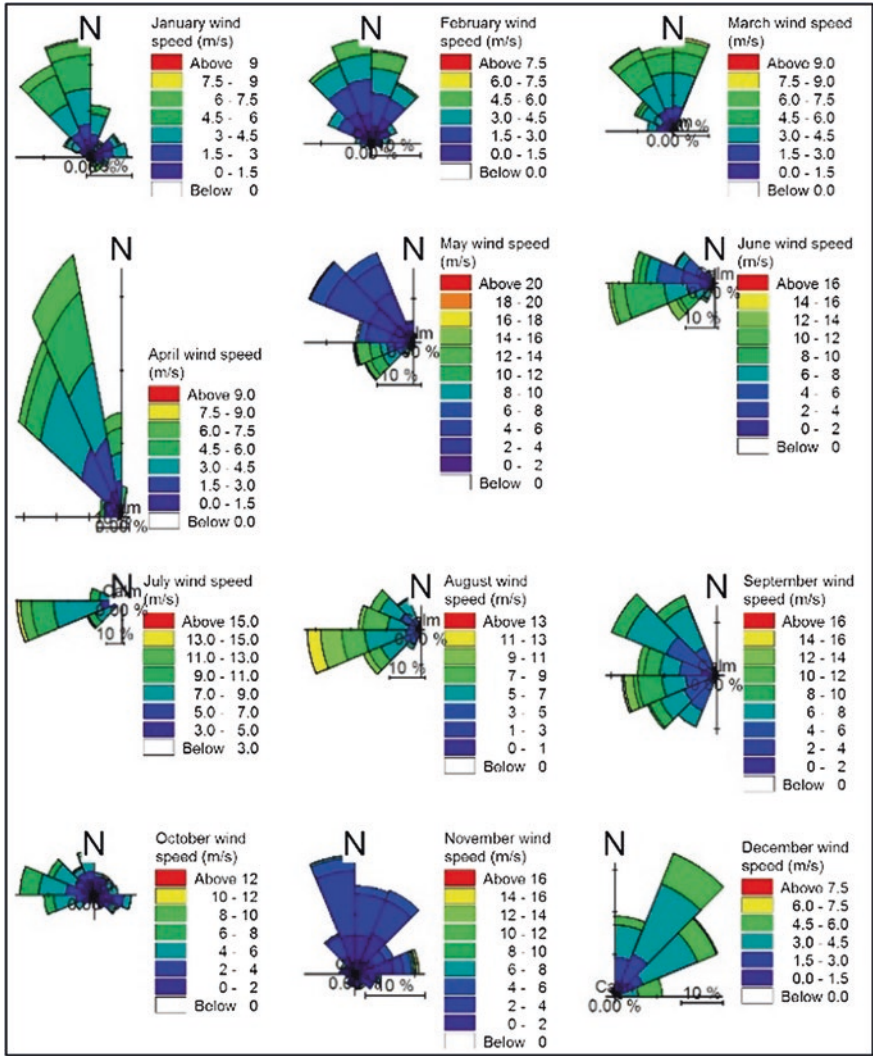 N
January wind
speed (m/s)
Above 9
7.5 - 9
6 - 7.5
4.5 - 6
3 - 4.5
1.5 - 3
0 - 1.5
Below 0
N
February wind
speed (m/s)
Above 7.5
6.0 - 7.5
4.5 - 6.0
3.0 - 4.5
1.5 - 3.0
0.0 - 1.5
Below 0.0
0.00 %
10 %
N
March wind
speed (m/s)
Above 9.0
7.5 - 9.0
6.0 - 7.5
4.5 - 6.0
3.0 - 4.5
1.5 - 3.0
0.0 - 1.5
Below 0.0
0.00 %
N
April wind speed
(m/s)
Above 9.0
7.5 - 9.0
6.0 - 7.5
4.5 - 6.0
3.0 - 4.5
1.5 - 3.0
0.0 - 1.5
Below 0.0
N
May wind speed
(m/s)
Above 20
18 - 20
16 - 18
14 - 16
12 - 14
10 - 12
8 - 10
6 - 8
4 - 6
2 - 4
0 - 2
Below 0
0.00 %
10 %
N
June wind speed
(m/s)
Above 16
14 - 16
12 - 14
10 - 12
8 - 10
6 - 8
4 - 6
2 - 4
0 - 2
Below 0
10 %
N
July wind speed
(m/s)
Above 15.0
13.0 - 15.0
11.0 - 13.0
9.0 - 11.0
7.0 - 9.0
5.0 - 7.0
3.0 - 5.0
Below 3.0
Calm
0.00 %
10 %
N
August wind
speed (m/s)
Above 13
11 - 13
9 - 11
7 - 9
5 - 7
3 - 5
1 - 3
0 - 1
Below 0
0.00 %
10 %
N
September wind
speed (m/s)
Above 16
14 - 16
12 - 14
10 - 12
8 - 10
6 - 8
4 - 6
2 - 4
0 - 2
Below 0
N
October wind
speed (m/s)
Above 12
10 - 12
8 - 10
6 - 8
4 - 6
2 - 4
0 - 2
Below 0
N
November wind
speed (m/s)
Above 16
14 - 16
12 - 14
10 - 12
8 - 10
6 - 8
4 - 6
2 - 4
0 - 2
Below 0
10 %
N
December wind
speed (m/s)
Above 7.5
6.0 - 7.5
4.5 - 6.0
3.0 - 4.5
1.5 - 3.0
0.0 - 1.5
Below 0.0
0.00 %
10 %